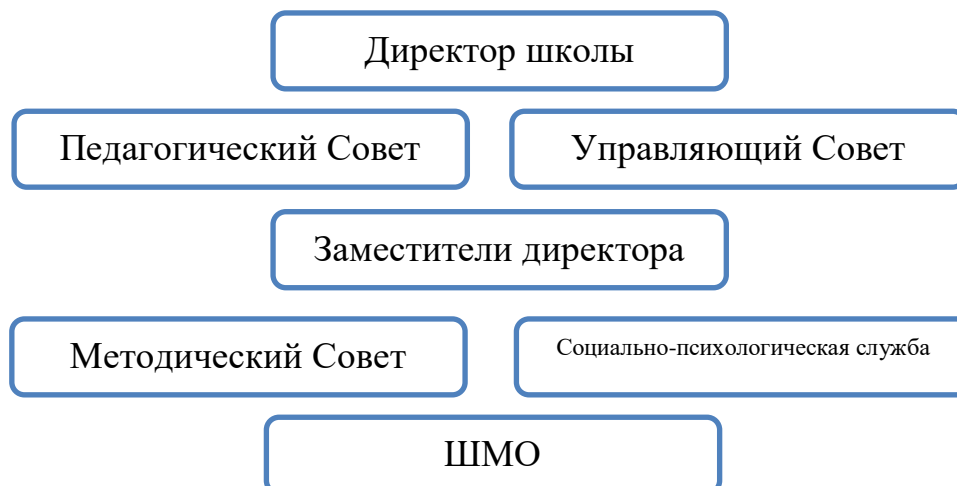 Директор школы
Педагогический Совет
Управляющий Совет
Заместители директора
Методический Совет
Социально-психологическая служба
ШМО